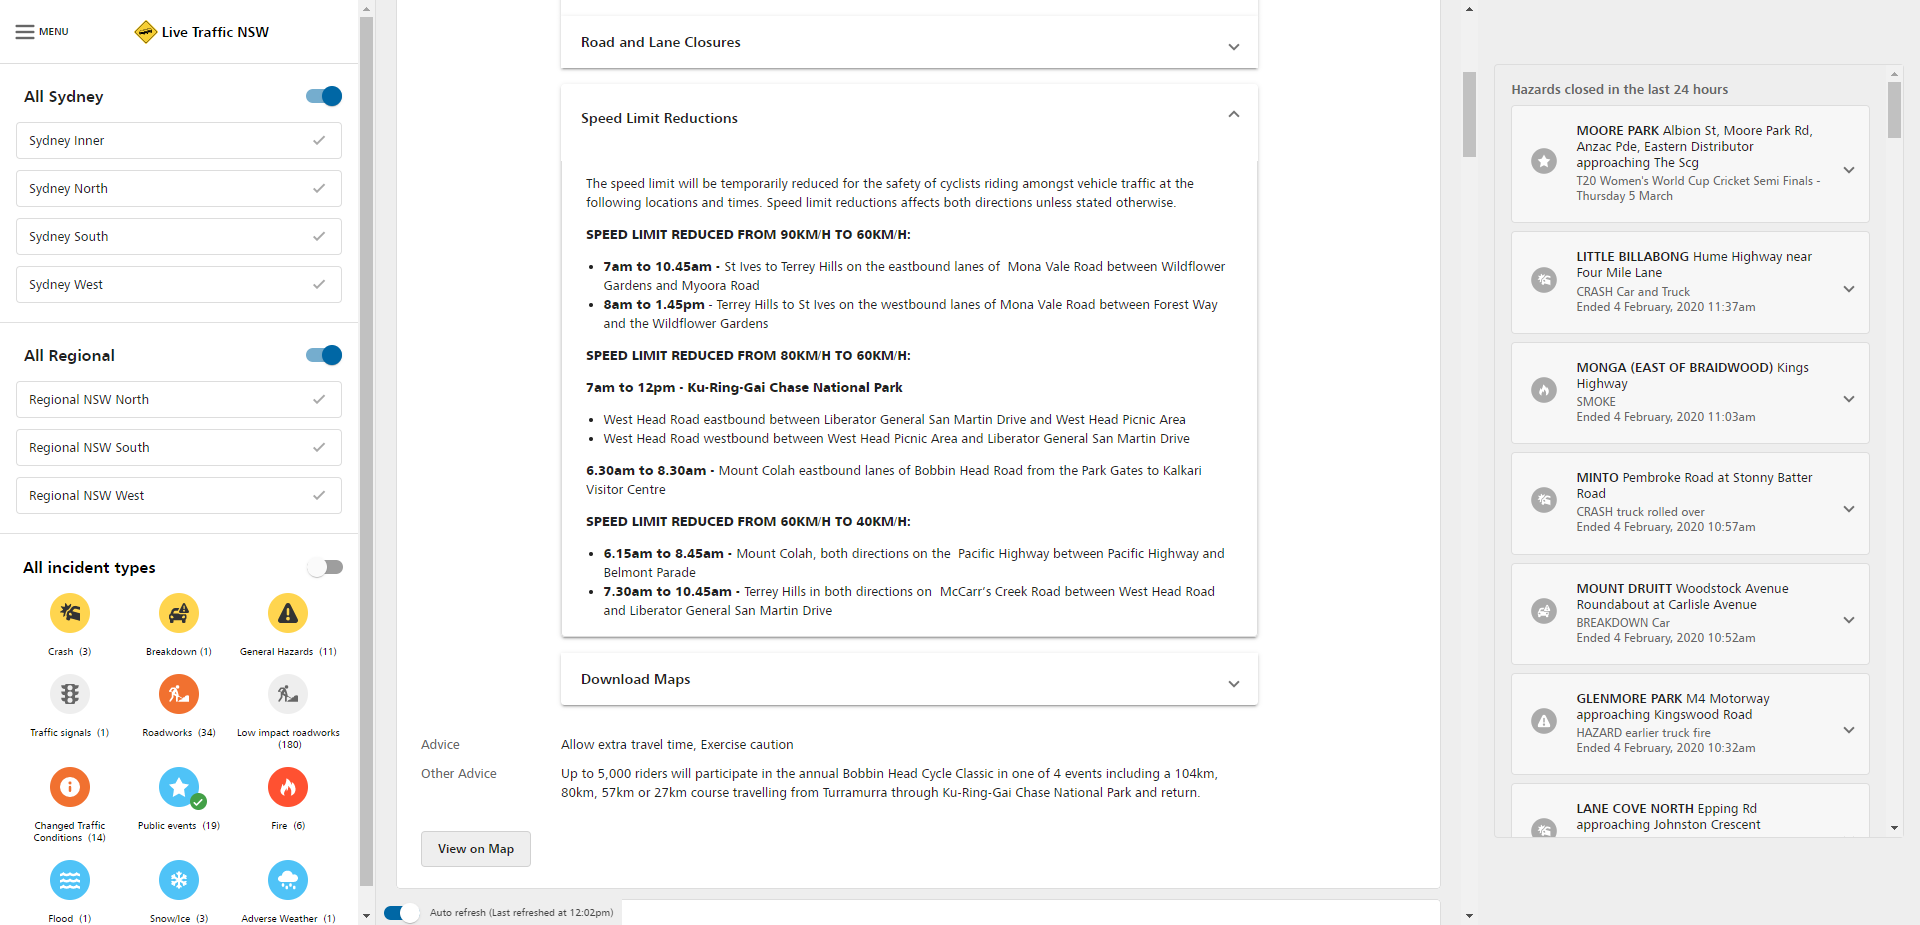 MENU
Live Traffic NSW
All Sydney
Sydney Inner
Sydney North
Sydney South
Sydney West
All Regional
Regional NSW North
Regional NSW South
Regional NSW West
All incident types
Crash (3)
Breakdown (1)
General Hazards (11)
Traffic signals (1)
Roadworks (34)
Low impact roadworks
(180)
Changed Traffic
Conditions (14)
Public events (19)
Fire (6)
Flood (1)
Snow/Ice (3)
Adverse Weather (1)
Road and Lane Closures
Speed Limit Reductions
The speed limit will be temporarily reduced for the safety of cyclists riding amongst vehicle traffic at the
following locations and times. Speed limit reductions affects both directions unless stated otherwise.
SPEED LIMIT REDUCED FROM 90KM/H TO 60KM/H:
• 7am to 10.45am - St Ives to Terrey Hills on the eastbound lanes of Mona Vale Road between Wildflower
Gardens and Myoora Road
• 8am to 1.45pm - Terrey Hills to St Ives on the westbound lanes of Mona Vale Road between Forest Way
and the Wildflower Gardens
SPEED LIMIT REDUCED FROM 80KM/H TO 60KM/H:
7am to 12pm - Ku-Ring-Gai Chase National Park
• West Head Road eastbound between Liberator General San Martin Drive and West Head Picnic Area
• West Head Road westbound between West Head Picnic Area and Liberator General San Martin Drive
6.30am to 8.30am - Mount Colah eastbound lanes of Bobbin Head Road from the Park Gates to Kalkari
Visitor Centre
SPEED LIMIT REDUCED FROM 60KM/H TO 40KM/H:
• 6.15am to 8.45am - Mount Colah, both directions on the Pacific Highway between Pacific Highway and
Belmont Parade
• 7.30am to 10.45am - Terrey Hills in both directions on McCarr's Creek Road between West Head Road
and Liberator General San Martin Drive
Download Maps
Advice
Allow extra travel time, Exercise caution
Other Advice
Up to 5,000 riders will participate in the annual Bobbin Head Cycle Classic in one of 4 events including a 104km,
80km, 57km or 27km course travelling from Turramurra through Ku-Ring-Gai Chase National Park and return.
View on Map
Auto refresh (Last refreshed at 12:02pm)
Hazards closed in the last 24 hours
MOORE PARK Albion St, Moore Park Rd,
Anzac Pde, Eastern Distributor
approaching The Scg
T20 Women's World Cup Cricket Semi Finals -
Thursday 5 March
LITTLE BILLABONG Hume Highway near
Four Mile Lane
CRASH Car and Truck
Ended 4 February, 2020 11:37am
MONGA (EAST OF BRAIDWOOD) Kings
Highway
SMOKE
Ended 4 February, 2020 11:03am
MINTO Pembroke Road at Stonny Batter
Road
CRASH truck rolled over
Ended 4 February, 2020 10:57am
MOUNT DRUITT Woodstock Avenue
Roundabout at Carlisle Avenue
BREAKDOWN Car
Ended 4 February, 2020 10:52am
GLENMORE PARK M4 Motorway
approaching Kingswood Road
HAZARD earlier truck fire
Ended 4 February, 2020 10:32am
LANE COVE NORTH Epping Rd
approaching Johnston Crescent